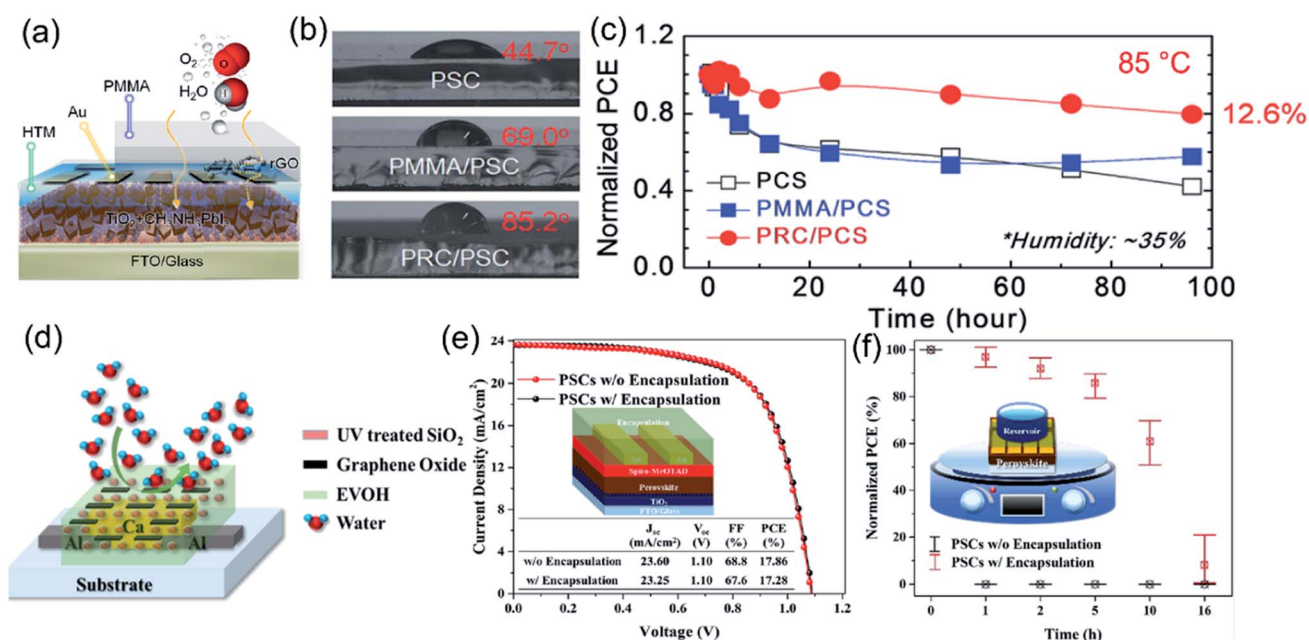 (a)
O₂
O
H₂O
H
PMMA
Au
HTM
rGO
TiO₂+CH₃NH₃PbI₃
FTO/Glass
(b)
44.7°
PSC
69.0°
PMMA/PSC
85.2°
PRC/PSC
(c)
Normalized PCE
1.2
0.8
0.4
0.0
85 °C
12.6%
PCS
PMMA/PCS
PRC/PCS
*Humidity: ~35%
0 20 40 60 80 100
Time (hour)
(d)
UV treated SiO₂
Graphene Oxide
EVOH
Water
Ca
Al Al
Substrate
(e)
Current Density (mA/cm²)
24
20
16
12
8
4
0
PSCs w/o Encapsulation
PSCs w/ Encapsulation
Encapsulation
Au Au
Spiro-MeOTAD
Perovskite
TiO₂
FTO/Glass
Jsc (mA/cm²) Voc (V) FF (%) PCE (%)
w/o Encapsulation 23.60 1.10 68.8 17.86
w/ Encapsulation 23.25 1.10 67.6 17.28
0.0 0.2 0.4 0.6 0.8 1.0 1.2
Voltage (V)
(f)
Normalized PCE (%)
100
80
60
40
20
0
Reservoir
Perovskite
PSCs w/o Encapsulation
PSCs w/ Encapsulation
0 1 2 5 10 16
Time (h)